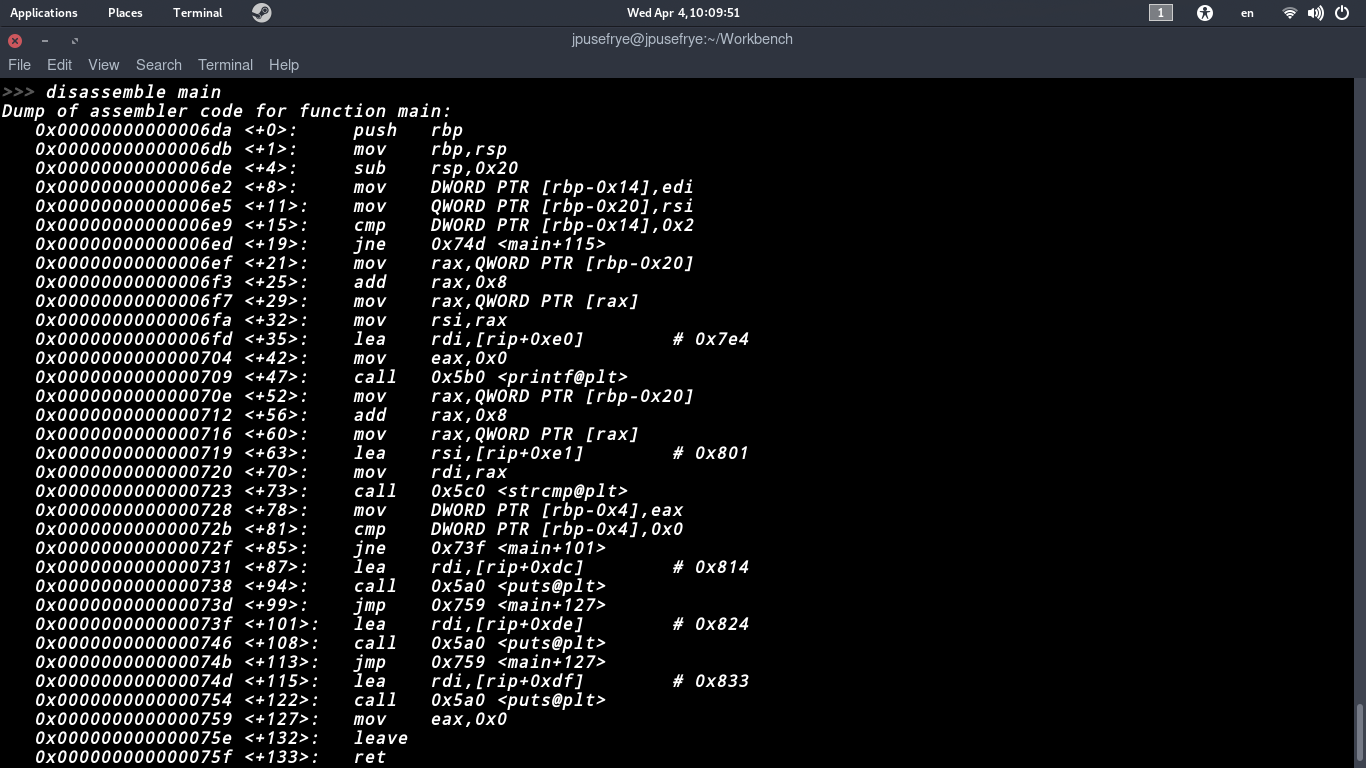 Applications Places Terminal Wed Apr 4, 10:09:51 1 en
jpusefrye@jpusefrye:~/Workbench
File Edit View Search Terminal Help
>>> disassemble main
Dump of assembler code for function main:
0x00000000000006da <+0>: push rbp
0x00000000000006db <+1>: mov rbp,rsp
0x00000000000006de <+4>: sub rsp,0x20
0x00000000000006e2 <+8>: mov DWORD PTR [rbp-0x14],edi
0x00000000000006e5 <+11>: mov QWORD PTR [rbp-0x20],rsi
0x00000000000006e9 <+15>: cmp DWORD PTR [rbp-0x14],0x2
0x00000000000006ed <+19>: jne 0x74d <main+115>
0x00000000000006ef <+21>: mov rax,QWORD PTR [rbp-0x20]
0x00000000000006f3 <+25>: add rax,0x8
0x00000000000006f7 <+29>: mov rax,QWORD PTR [rax]
0x00000000000006fa <+32>: mov rsi,rax
0x00000000000006fd <+35>: lea rdi,[rip+0xe0] # 0x7e4
0x0000000000000704 <+42>: mov eax,0x0
0x0000000000000709 <+47>: call 0x5b0 <printf@plt>
0x000000000000070e <+52>: mov rax,QWORD PTR [rbp-0x20]
0x0000000000000712 <+56>: add rax,0x8
0x0000000000000716 <+60>: mov rax,QWORD PTR [rax]
0x0000000000000719 <+63>: lea rsi,[rip+0xe1] # 0x801
0x0000000000000720 <+70>: mov rdi,rax
0x0000000000000723 <+73>: call 0x5c0 <strcmp@plt>
0x0000000000000728 <+78>: mov DWORD PTR [rbp-0x4],eax
0x000000000000072b <+81>: cmp DWORD PTR [rbp-0x4],0x0
0x000000000000072f <+85>: jne 0x73f <main+101>
0x0000000000000731 <+87>: lea rdi,[rip+0xdc] # 0x814
0x0000000000000738 <+94>: call 0x5a0 <puts@plt>
0x000000000000073d <+99>: jmp 0x759 <main+127>
0x000000000000073f <+101>: lea rdi,[rip+0xde] # 0x824
0x0000000000000746 <+108>: call 0x5a0 <puts@plt>
0x000000000000074b <+113>: jmp 0x759 <main+127>
0x000000000000074d <+115>: lea rdi,[rip+0xdf] # 0x833
0x0000000000000754 <+122>: call 0x5a0 <puts@plt>
0x0000000000000759 <+127>: mov eax,0x0
0x000000000000075e <+132>: leave
0x000000000000075f <+133>: ret